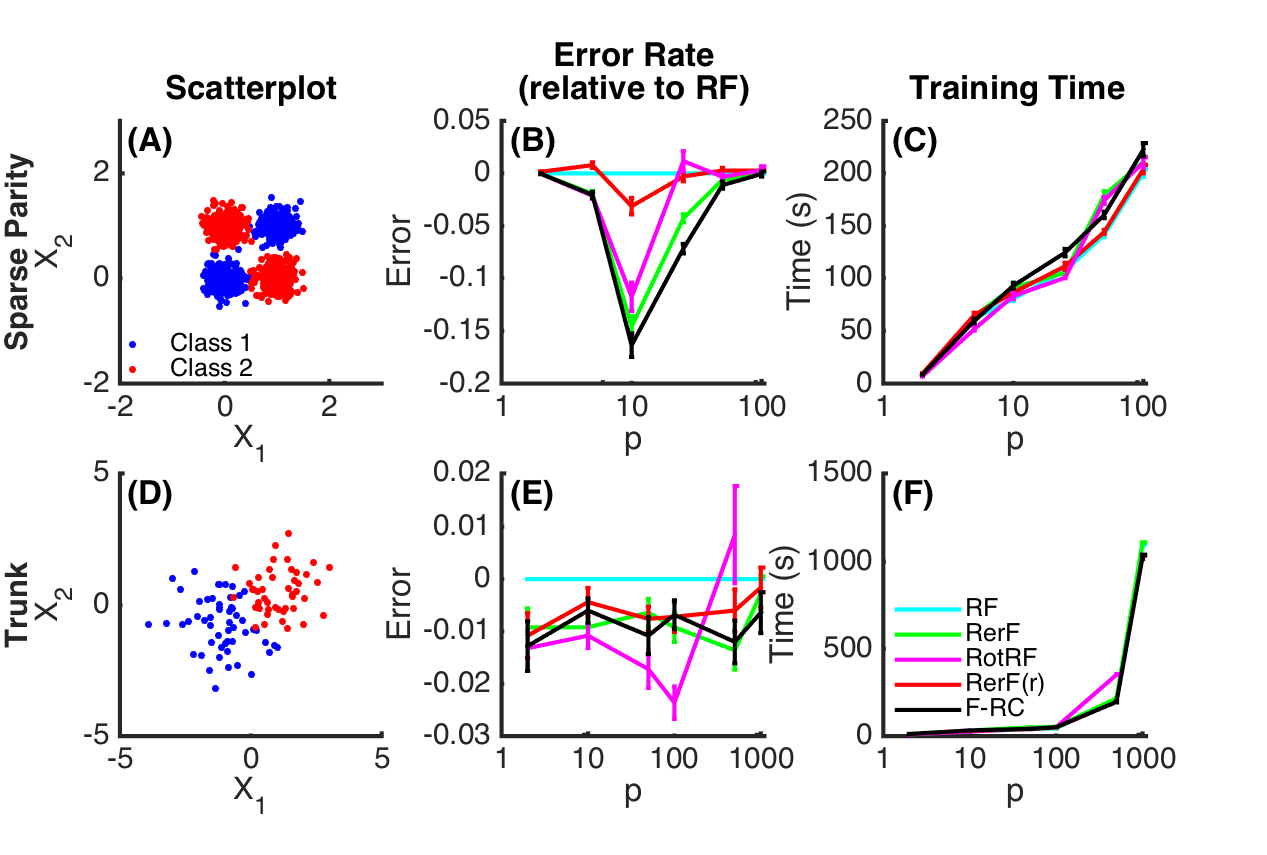 Scatterplot
Error Rate
(relative to RF)
Training Time
Sparse Parity
(A)
X2
2
0
-2
-2 0 2
X1
Class 1
Class 2
(B)
Error
0.05
0
-0.05
-0.1
-0.15
-0.2
1 10 100
p
(C)
Time (s)
250
200
150
100
50
0
1 10 100
p
Trunk
(D)
X2
5
0
-5
-5 0 5
X1
(E)
Error
0.02
0.01
0
-0.01
-0.02
-0.03
1 10 100 1000
p
(F)
Time (s)
1500
1000
500
0
1 10 100 1000
p
RF
RerF
RotRF
RerF(r)
F-RC